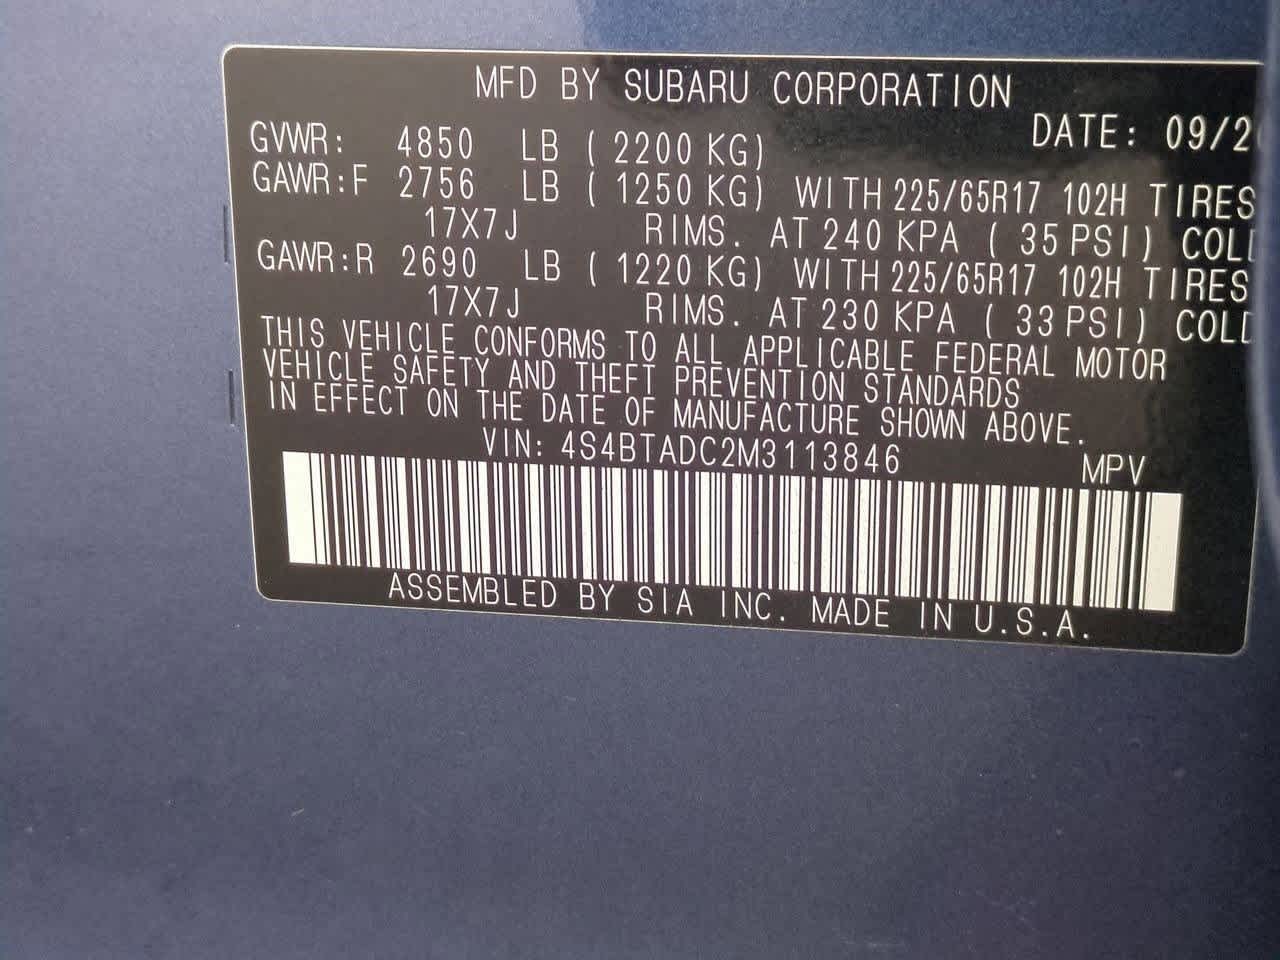 MFD BY SUBARU CORPORATION
DATE: 09/2
GVWR: 4850 LB ( 2200 KG)
GAWR:F 2756 LB ( 1250 KG) WITH 225/65R17 102H TIRES
17X7J RIMS. AT 240 KPA ( 35 PSI) COLD
GAWR:R 2690 LB ( 1220 KG) WITH 225/65R17 102H TIRES
17X7J RIMS. AT 230 KPA ( 33 PSI) COLD
THIS VEHICLE CONFORMS TO ALL APPLICABLE FEDERAL MOTOR
VEHICLE SAFETY AND THEFT PREVENTION STANDARDS
IN EFFECT ON THE DATE OF MANUFACTURE SHOWN ABOVE.
VIN: 4S4BTADC2M3113846 MPV
ASSEMBLED BY SIA INC. MADE IN U.S.A.